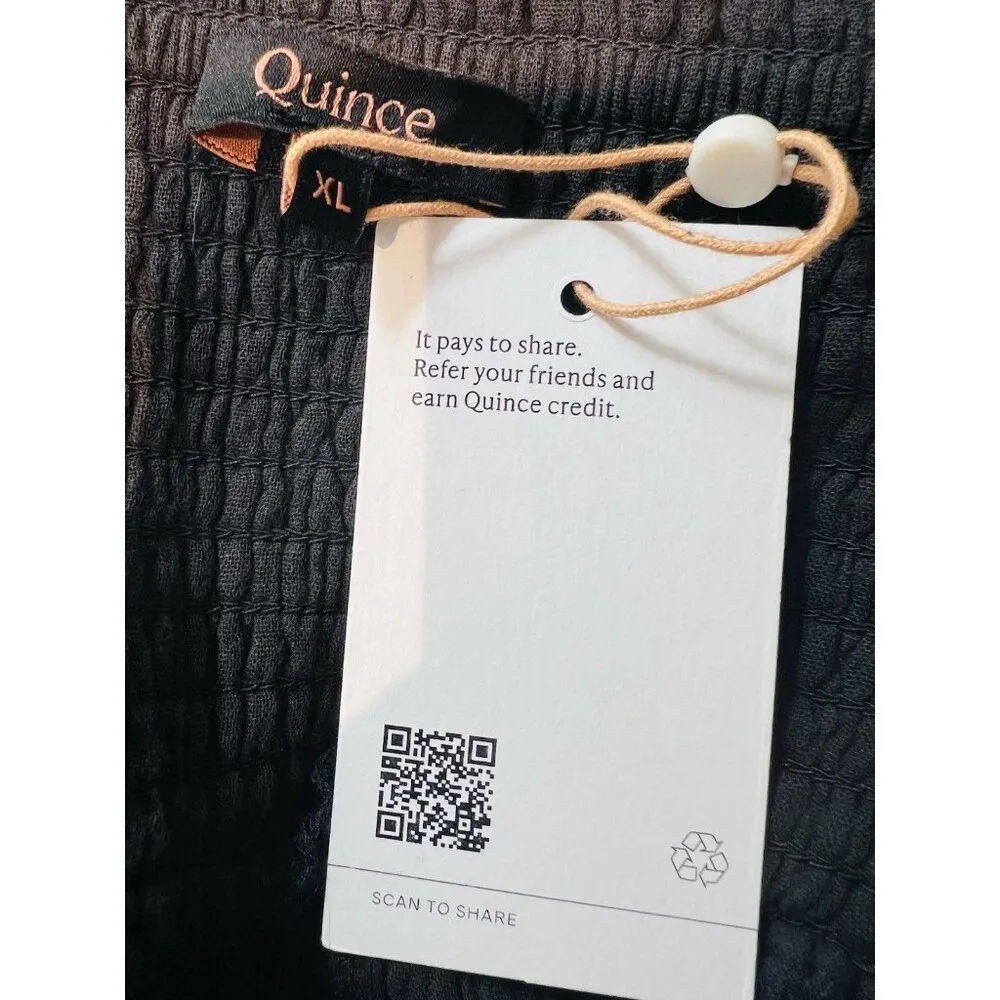 Quince
XL
It pays to share.
Refer your friends and
earn Quince credit.
SCAN TO SHARE